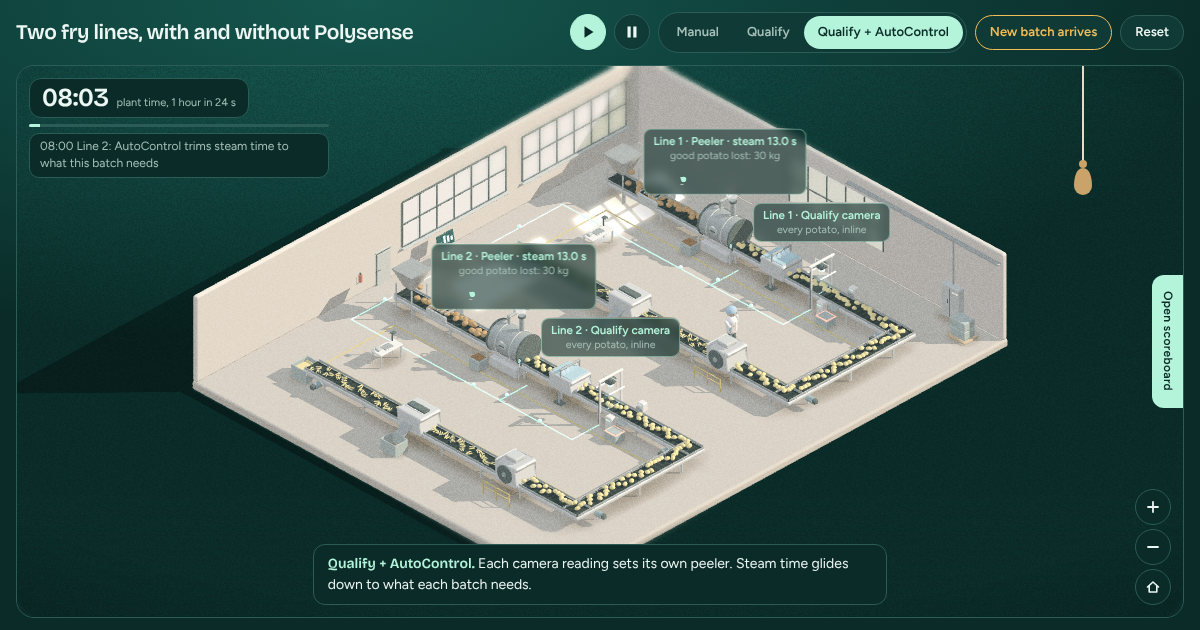 Two fry lines, with and without Polysense
Manual
Qualify
Qualify + AutoControl
New batch arrives
Reset
08:03 plant time, 1 hour in 24 s
08:00 Line 2: AutoControl trims steam time to
what this batch needs
Line 1 · Peeler · steam 13.0 s
good potato lost: 30 kg
Line 1 · Qualify camera
every potato, inline
Line 2 · Peeler · steam 13.0 s
good potato lost: 30 kg
Line 2 · Qualify camera
every potato, inline
Open scoreboard
Qualify + AutoControl. Each camera reading sets its own peeler. Steam time glides
down to what each batch needs.